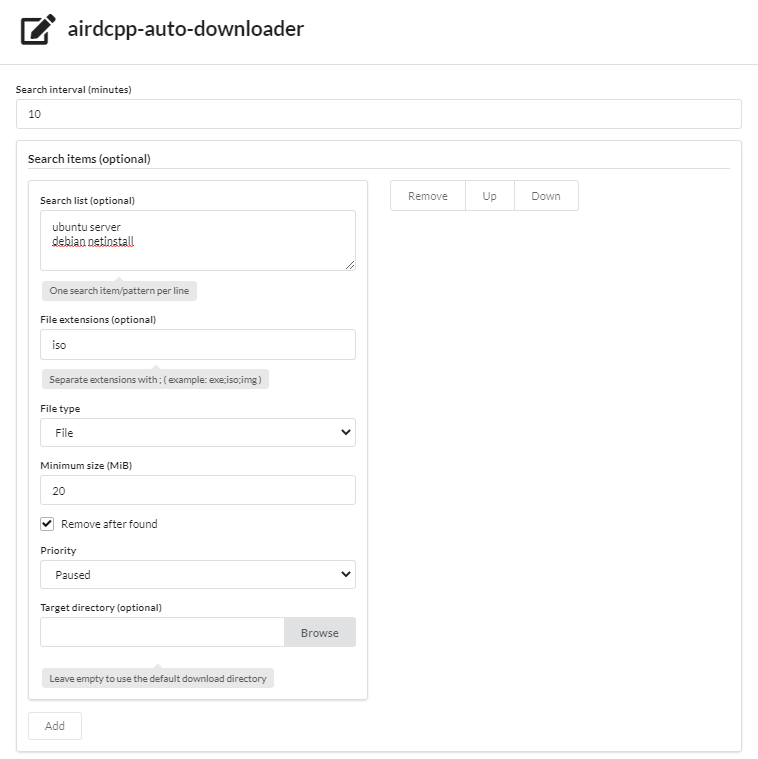 airdcpp-auto-downloader
Search interval (minutes)
10
Search items (optional)
Search list (optional)
ubuntu server
debian netinstall
One search item/pattern per line
File extensions (optional)
iso
Separate extensions with ; ( example: exe;iso;img )
File type
File
Minimum size (MiB)
20
Remove after found
Priority
Paused
Target directory (optional)
Browse
Leave empty to use the default download directory
Remove
Up
Down
Add